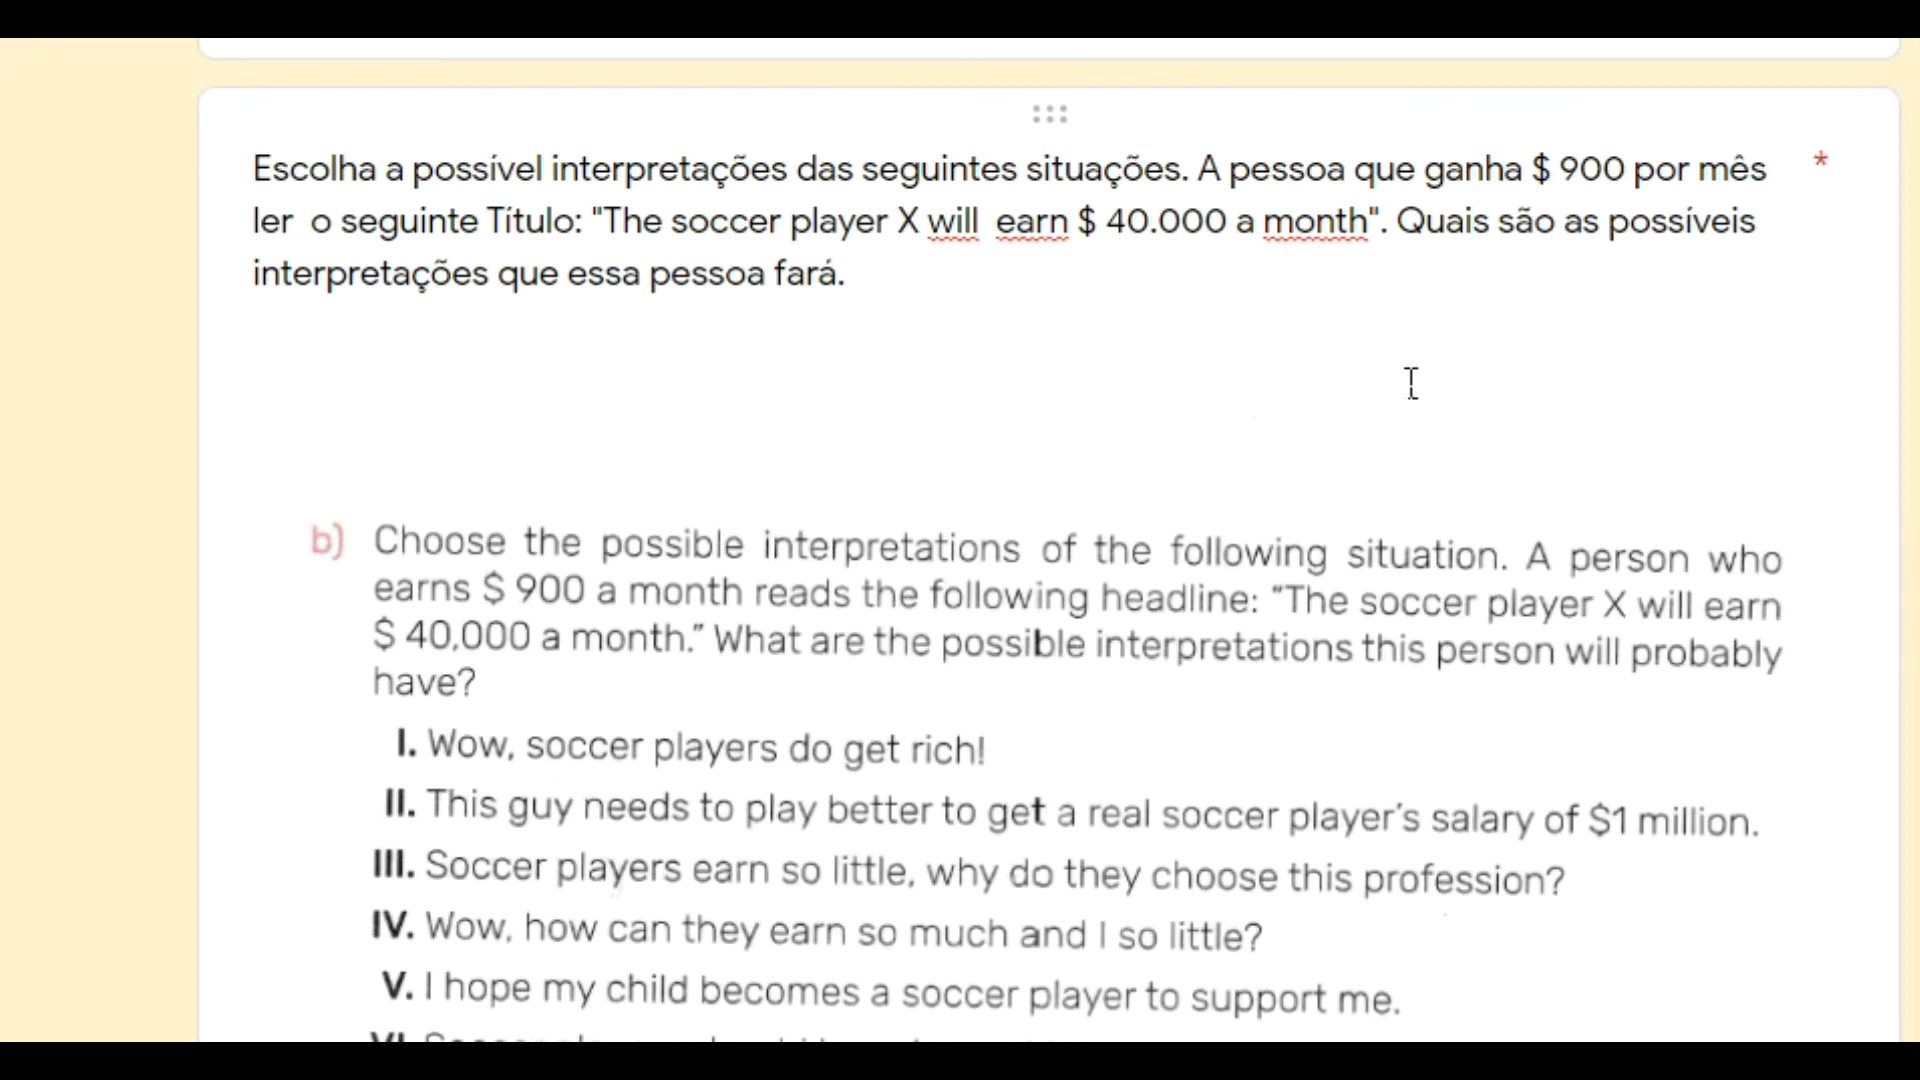 Escolha a possível interpretações das seguintes situações. A pessoa que ganha $ 900 por mês *
ler o seguinte Título: "The soccer player X will earn $ 40.000 a month". Quais são as possíveis
interpretações que essa pessoa fará.
b) Choose the possible interpretations of the following situation. A person who
earns $ 900 a month reads the following headline: “The soccer player X will earn
$ 40,000 a month.” What are the possible interpretations this person will probably
have?
I. Wow, soccer players do get rich!
II. This guy needs to play better to get a real soccer player’s salary of $1 million.
III. Soccer players earn so little, why do they choose this profession?
IV. Wow, how can they earn so much and I so little?
V. I hope my child becomes a soccer player to support me.